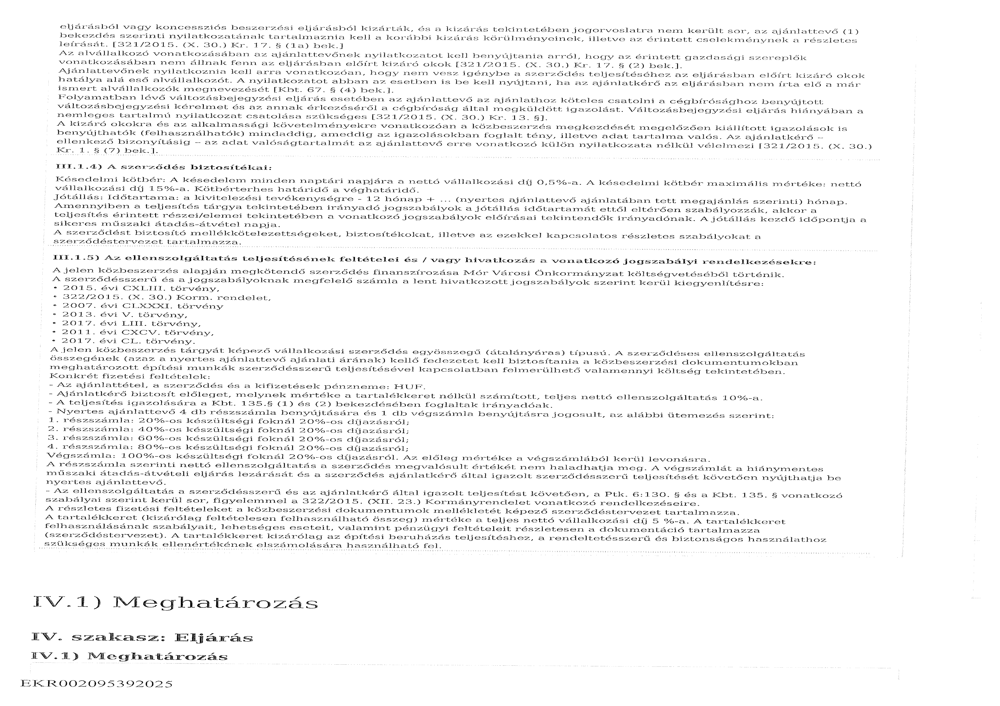 eljárásból vagy koncessziós beszerzési eljárásból kizárták, és a kizárás tekintetében jogorvoslatra nem került sor, az ajánlattevő (1)
bekezdés szerinti nyilatkozatának tartalmaznia kell a korábbi kizárás körülményeinek, illetve az érintett cselekménynek a részletes
leírását. [321/2015. (X. 30.) Kr. 17. § (1a) bek.]
Az alvállalkozó vonatkozásában az ajánlattevőnek nyilatkozatot kell benyújtania arról, hogy az érintett gazdasági szereplők
vonatkozásában nem állnak fenn az eljárásban előírt kizáró okok [321/2015. (X. 30.) Kr. 17. § (2) bek.].
Ajánlattevőnek nyilatkoznia kell arra vonatkozóan, hogy nem vesz igénybe a szerződés teljesítéséhez az eljárásban előírt kizáró okok
hatálya alá eső alvállalkozót. A nyilatkozatot abban az esetben is be kell nyújtani, ha az ajánlatkérő az eljárásban nem írta elő a már
ismert alvállalkozók megnevezését [Kbt. 67. § (4) bek.].
Folyamatban lévő változásbejegyzési eljárás esetében az ajánlattevő az ajánlathoz köteles csatolni a cégbírósághoz benyújtott
változásbejegyzési kérelmet és az annak érkezéséről a cégbíróság által megküldött igazolást. Változásbejegyzési eljárás hiányában a
nemleges tartalmú nyilatkozat csatolása szükséges [321/2015. (X. 30.) Kr. 13. §].
A kizáró okokra és az alkalmassági követelményekre vonatkozóan a közbeszerzés megkezdését megelőzően kiállított igazolások is
benyújthatók (felhasználhatók) mindaddig, ameddig az igazolásokban foglalt tény, illetve adat tartalma valós. Az ajánlatkérő –
ellenkező bizonyításig – az adat valóságtartalmát az ajánlattevő erre vonatkozó külön nyilatkozata nélkül vélelmezi [321/2015. (X. 30.)
Kr. 1. § (7) bek.].
III.1.4) A szerződés biztosítékai:
Késedelmi kötbér: A késedelem minden naptári napjára a nettó vállalkozási díj 0,5%-a. A késedelmi kötbér maximális mértéke: nettó
vállalkozási díj 15%-a. Kötbérterhes határidő a véghatáridő.
Jótállás: Időtartama: a kivitelezési tevékenységre - 12 hónap + ... (nyertes ajánlattevő ajánlatában tett megajánlás szerinti) hónap.
Amennyiben a teljesítés tárgya tekintetében irányadó jogszabályok a jótállás időtartamát ettől eltérően szabályozzák, akkor a
teljesítés érintett részei/elemei tekintetében a vonatkozó jogszabályok előírásai tekintendők irányadónak. A jótállás kezdő időpontja a
sikeres műszaki átadás-átvétel napja.
A szerződést biztosító mellékkötelezettségeket, biztosítékokat, illetve az ezekkel kapcsolatos részletes szabályokat a
szerződéstervezet tartalmazza.
III.1.5) Az ellenszolgáltatás teljesítésének feltételei és / vagy hivatkozás a vonatkozó jogszabályi rendelkezésekre:
A jelen közbeszerzés alapján megkötendő szerződés finanszírozása Mór Városi Önkormányzat költségvetéséből történik.
A szerződésszerű és a jogszabályoknak megfelelő számla a lent hivatkozott jogszabályok szerint kerül kiegyenlítésre:
• 2015. évi CXLIII. törvény,
• 322/2015. (X. 30.) Korm. rendelet,
• 2007. évi CLXXXI. törvény
• 2013. évi V. törvény,
• 2017. évi LIII. törvény,
• 2011. évi CXCV. törvény,
• 2017. évi CL. törvény.
A jelen közbeszerzés tárgyát képező vállalkozási szerződés egyösszegű (átalányáras) típusú. A szerződéses ellenszolgáltatás
összegének (azaz a nyertes ajánlattevő ajánlati árának) kellő fedezetet kell biztosítania a közbeszerzési dokumentumokban
meghatározott építési munkák szerződésszerű teljesítésével kapcsolatban felmerülhető valamennyi költség tekintetében.
Konkrét fizetési feltételek:
- Az ajánlattétel, a szerződés és a kifizetések pénzneme: HUF.
- Ajánlatkérő biztosít előleget, melynek mértéke a tartalékkeret nélkül számított, teljes nettó ellenszolgáltatás 10%-a.
- A teljesítés igazolására a Kbt. 135.§ (1) és (2) bekezdésében foglaltak irányadóak.
- Nyertes ajánlattevő 4 db részszámla benyújtására és 1 db végszámla benyújtásra jogosult, az alábbi ütemezés szerint:
1. részszámla: 20%-os készültségi foknál 20%-os díjazásról;
2. részszámla: 40%-os készültségi foknál 20%-os díjazásról;
3. részszámla: 60%-os készültségi foknál 20%-os díjazásról;
4. részszámla: 80%-os készültségi foknál 20%-os díjazásról;
Végszámla: 100%-os készültségi foknál 20%-os díjazásról. Az előleg mértéke a végszámlából kerül levonásra.
A részszámla szerinti nettó ellenszolgáltatás a szerződés megvalósult értékét nem haladhatja meg. A végszámlát a hiánymentes
műszaki átadás-átvételi eljárás lezárását és a szerződés ajánlatkérő által igazolt szerződésszerű teljesítését követően nyújthatja be
nyertes ajánlattevő.
- Az ellenszolgáltatás a szerződésszerű és az ajánlatkérő által igazolt teljesítést követően, a Ptk. 6:130. § és a Kbt. 135. § vonatkozó
szabályai szerint kerül sor, figyelemmel a 322/2015. (XII. 23.) Kormányrendelet vonatkozó rendelkezéseire.
A részletes fizetési feltételeket a közbeszerzési dokumentumok mellékletét képező szerződéstervezet tartalmazza.
A tartalékkeret (kizárólag feltételesen felhasználható összeg) mértéke a teljes nettó vállalkozási díj 5 %-a. A tartalékkeret
felhasználásának szabályait, lehetséges eseteit, valamint pénzügyi feltételeit részletesen a dokumentáció tartalmazza
(szerződéstervezet). A tartalékkeret kizárólag az építési beruházás teljesítéshez, a rendeltetésszerű és biztonságos használathoz
szükséges munkák ellenértékének elszámolására használható fel.
IV.1) Meghatározás
IV. szakasz: Eljárás
IV.1) Meghatározás
EKR002095392025